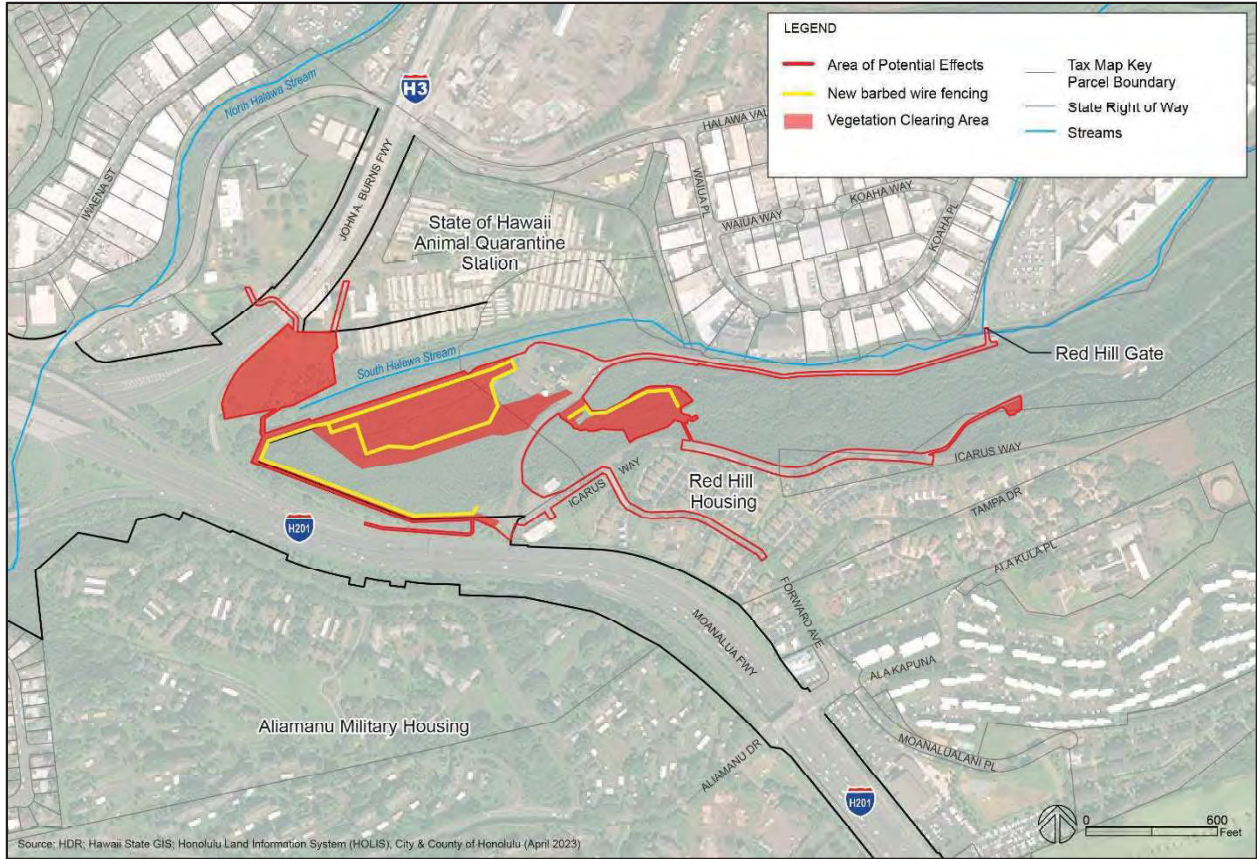 LEGEND
Area of Potential Effects
New barbed wire fencing
Vegetation Clearing Area
Tax Map Key
Parcel Boundary
State Right of Way
Streams
H3
North Halawa Stream
IWAENA ST
JOHN A. BURNS FWY
HALAWA VAL
WAIUA PL
WAIUA WAY
KOAHA WAY
KOAHA PL
State of Hawaii
Animal Quarantine
Station
South Halawa Stream
Red Hill Gate
ICARUS WAY
ICARUS WAY
Red Hill
Housing
TAMPA DR
ALA KULA PL
H201
FORWARD AVE
MOANALUA FWY
ALA KAPUNA
Aliamanu Military Housing
MOANALUALANI PL
ALIAMANU DR
H201
0 600
Feet
Source: HDR; Hawaii State GIS; Honolulu Land Information System (HOLIS), City & County of Honolulu (April 2023)